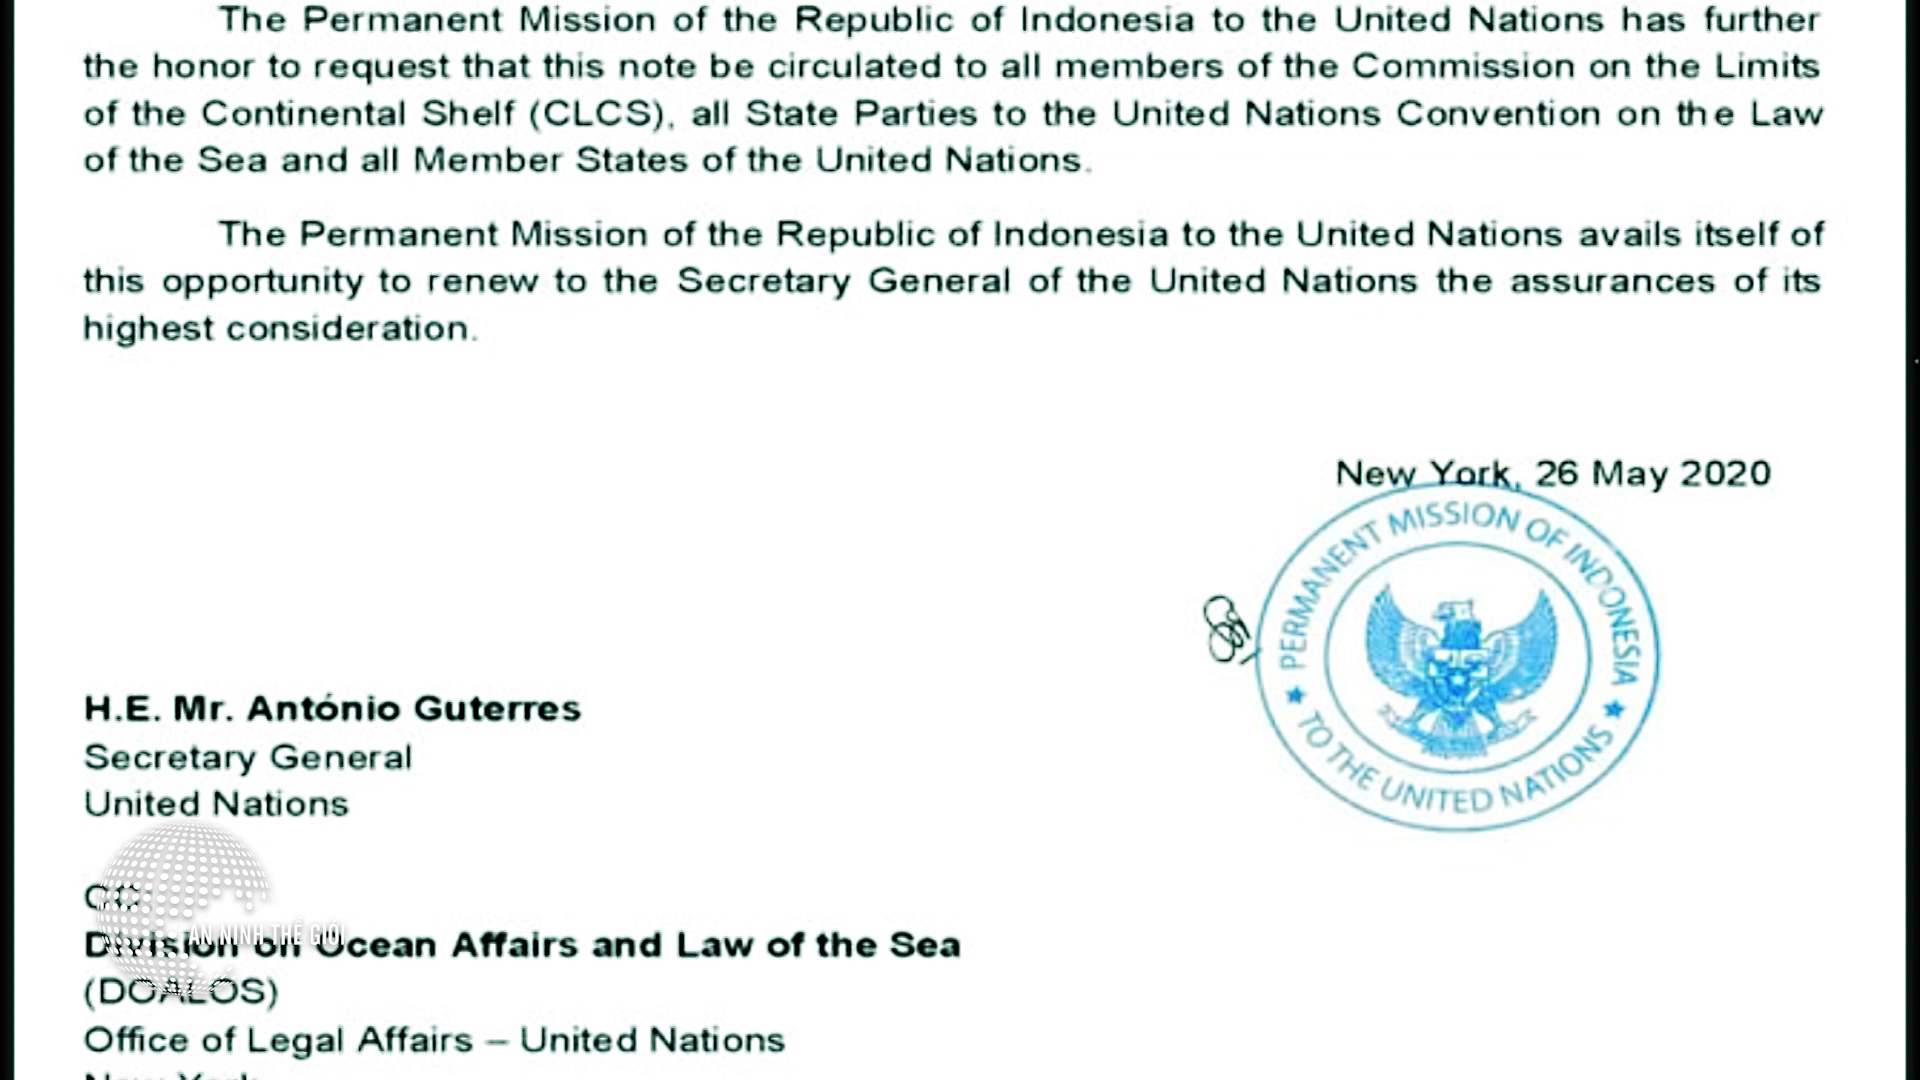 The Permanent Mission of the Republic of Indonesia to the United Nations has further
the honor to request that this note be circulated to all members of the Commission on the Limits
of the Continental Shelf (CLCS), all State Parties to the United Nations Convention on the Law
of the Sea and all Member States of the United Nations.
The Permanent Mission of the Republic of Indonesia to the United Nations avails itself of
this opportunity to renew to the Secretary General of the United Nations the assurances of its
highest consideration.
New York, 26 May 2020
PERMANENT MISSION OF INDONESIA
TO THE UNITED NATIONS
H.E. Mr. António Guterres
Secretary General
United Nations
CC:
AN NINH THẾ GIỚI
Division on Ocean Affairs and Law of the Sea
(DOALOS)
Office of Legal Affairs – United Nations
New York